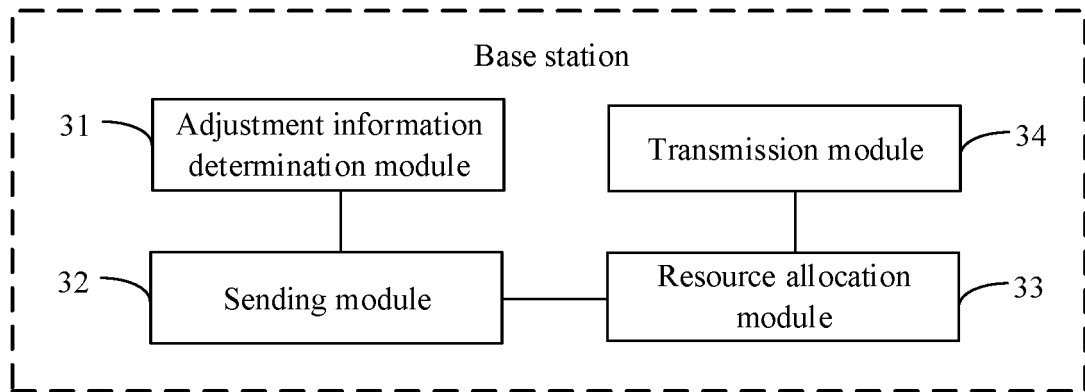 Base station
31
Adjustment information
determination module
Transmission module
34
32
Sending module
Resource allocation
module
33